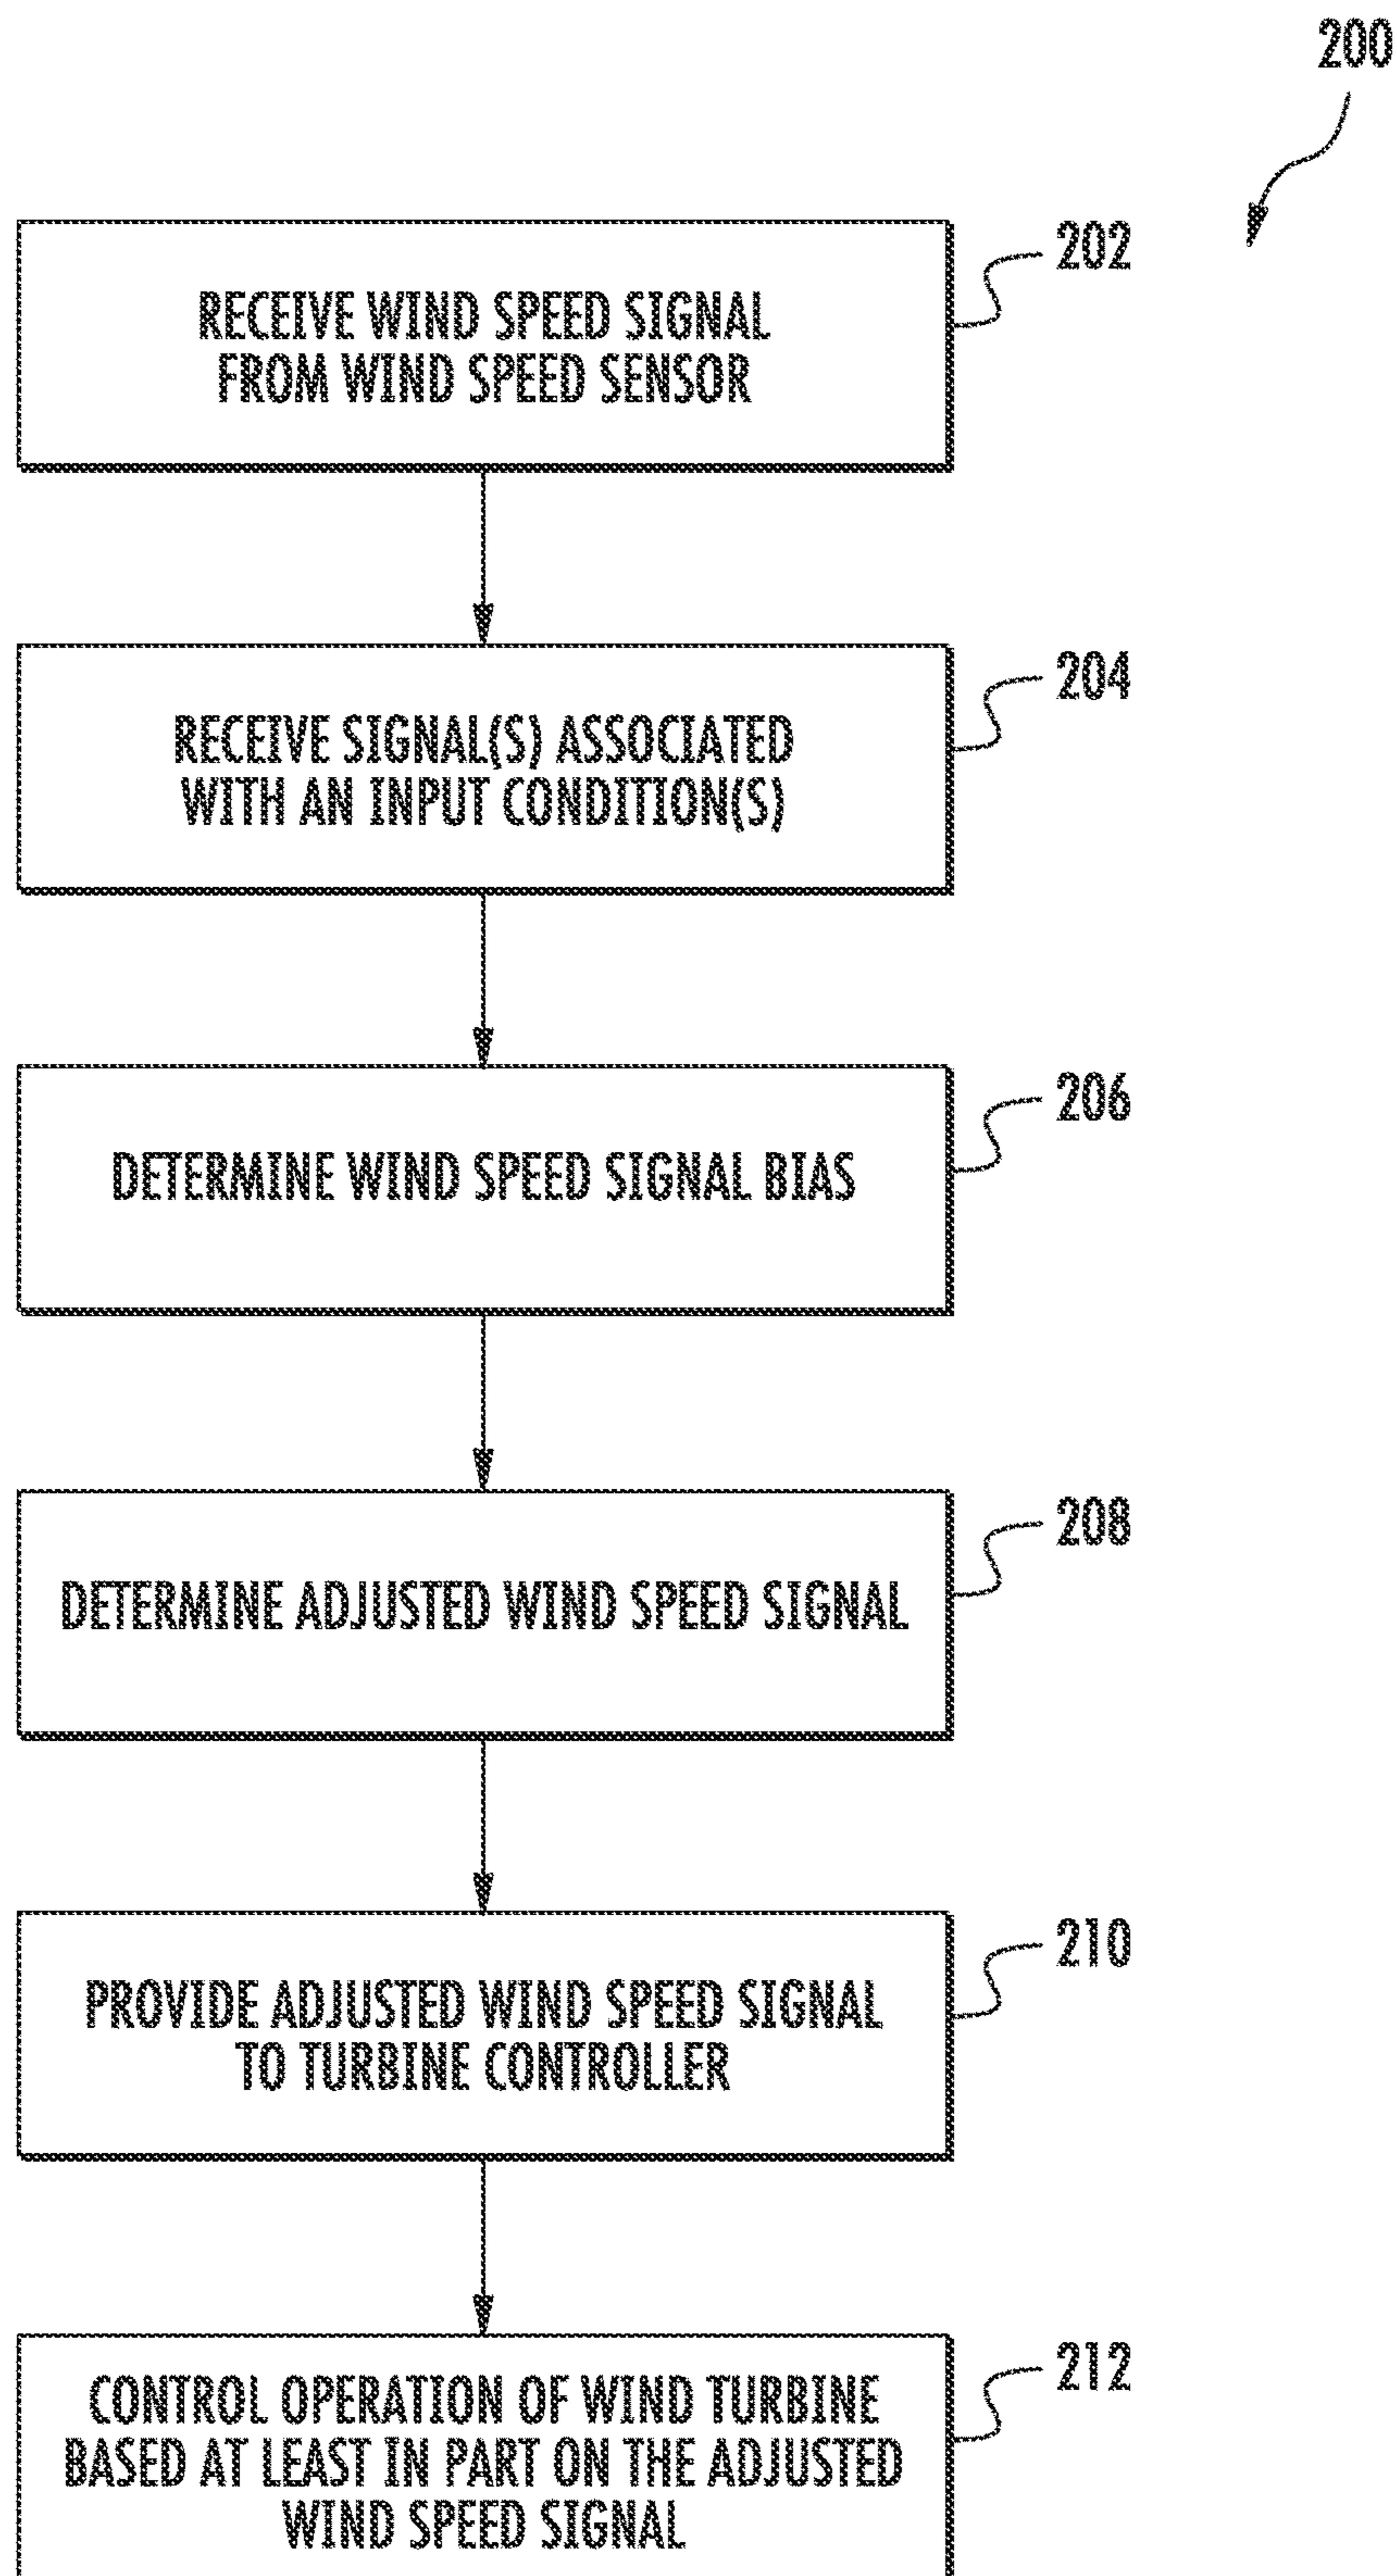 200
202
RECEIVE WIND SPEED SIGNAL
FROM WIND SPEED SENSOR
204
RECEIVE SIGNAL(S) ASSOCIATED
WITH AN INPUT CONDITION(S)
206
DETERMINE WIND SPEED SIGNAL BIAS
208
DETERMINE ADJUSTED WIND SPEED SIGNAL
210
PROVIDE ADJUSTED WIND SPEED SIGNAL
TO TURBINE CONTROLLER
212
CONTROL OPERATION OF WIND TURBINE
BASED AT LEAST IN PART ON THE ADJUSTED
WIND SPEED SIGNAL